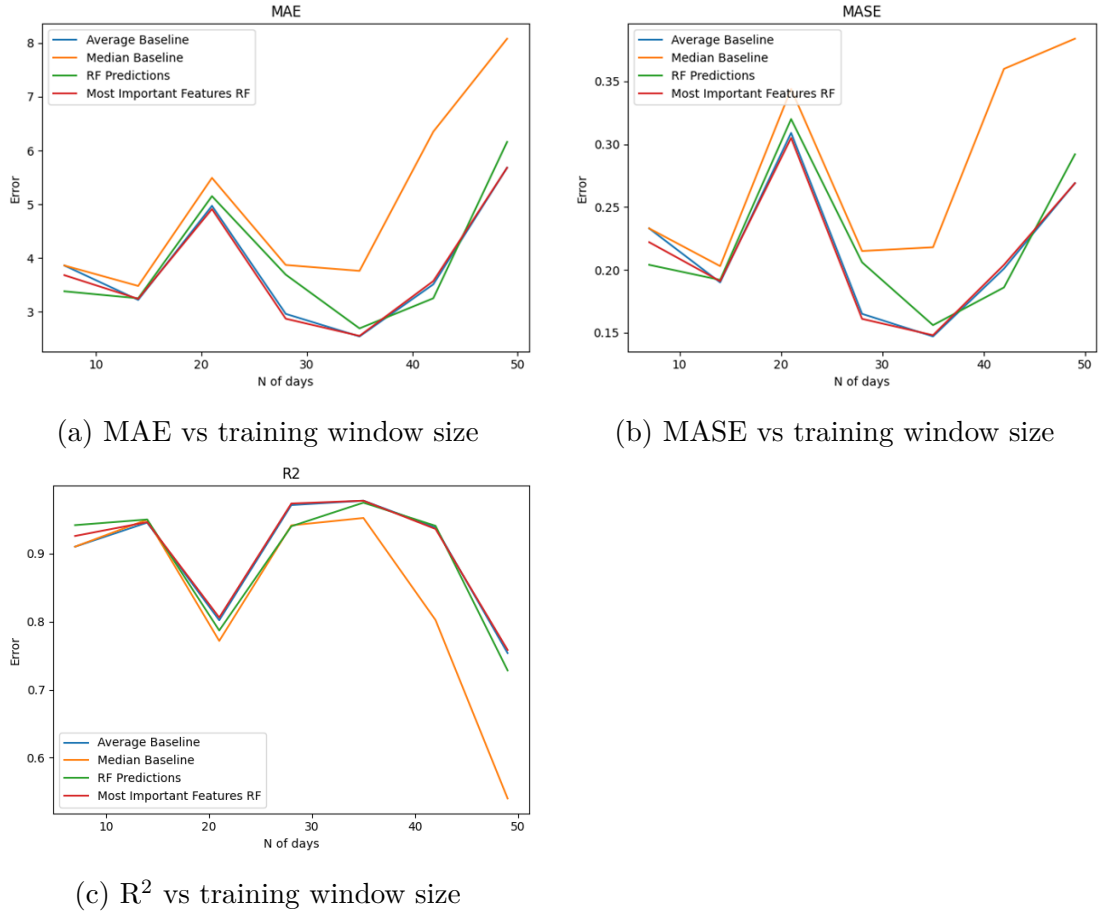 MAE
Error
8
7
6
5
4
3
Average Baseline
Median Baseline
RF Predictions
Most Important Features RF
10 20 30 40 50
N of days
(a) MAE vs training window size
MASE
Error
0.35
0.30
0.25
0.20
0.15
Average Baseline
Median Baseline
RF Predictions
Most Important Features RF
10 20 30 40 50
N of days
(b) MASE vs training window size
R2
Error
0.9
0.8
0.7
0.6
Average Baseline
Median Baseline
RF Predictions
Most Important Features RF
10 20 30 40 50
N of days
(c) R² vs training window size